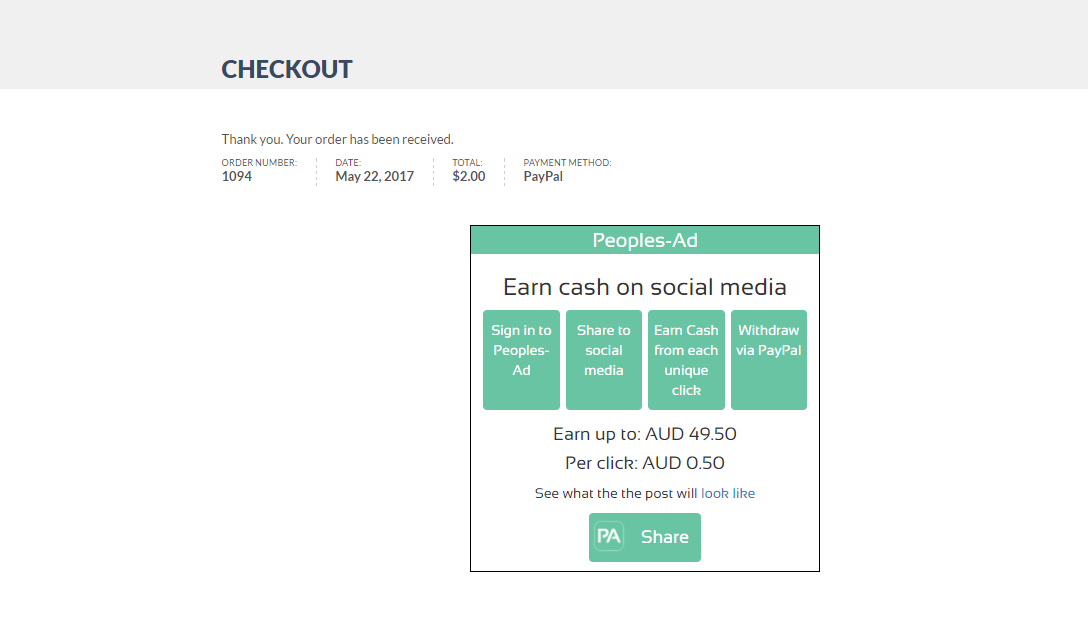 CHECKOUT
Thank you. Your order has been received.
ORDER NUMBER:
1094
DATE:
May 22, 2017
TOTAL:
$2.00
PAYMENT METHOD:
PayPal
Peoples-Ad
Earn cash on social media
Sign in to
Peoples-
Ad
Share to
social
media
Earn Cash
from each
unique
click
Withdraw
via PayPal
Earn up to: AUD 49.50
Per click: AUD 0.50
See what the the post will look like
PA Share